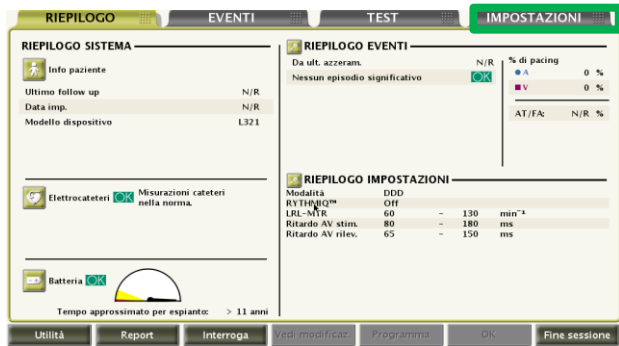 RIEPILOGO
EVENTI
TEST
IMPOSTAZIONI
RIEPILOGO SISTEMA
Info paziente
Ultimo follow up N/R
Data imp. N/R
Modello dispositivo L321
Elettrocateteri OK Misurazioni cateteri
nella norma.
Batteria OK
Tempo approssimato per espianto: > 11 anni
RIEPILOGO EVENTI
Da ult. azzeram. N/R
Nessun episodio significativo OK
% di pacing
A 0 %
V 0 %
AT/FA: N/R %
RIEPILOGO IMPOSTAZIONI
Modalità DDD
RYTHMIQ™ Off
LRL-MTR 60 - 130 min⁻¹
Ritardo AV stim. 80 - 180 ms
Ritardo AV rilev. 65 - 150 ms
Utilità
Report
Interroga
Vedi modificaz.
Programma
OK
Fine sessione